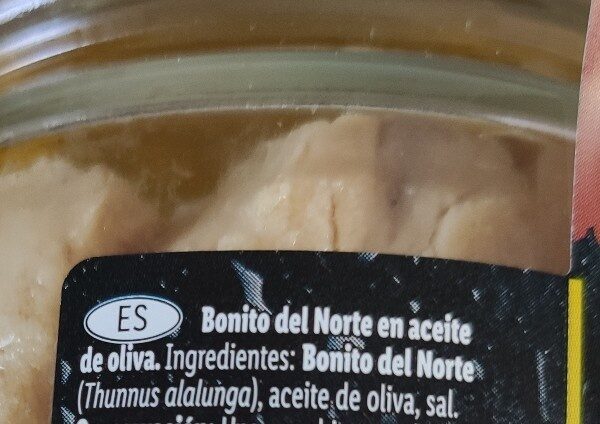 ES
Bonito del Norte en aceite
de oliva. Ingredientes: Bonito del Norte
(Thunnus alalunga), aceite de oliva, sal.